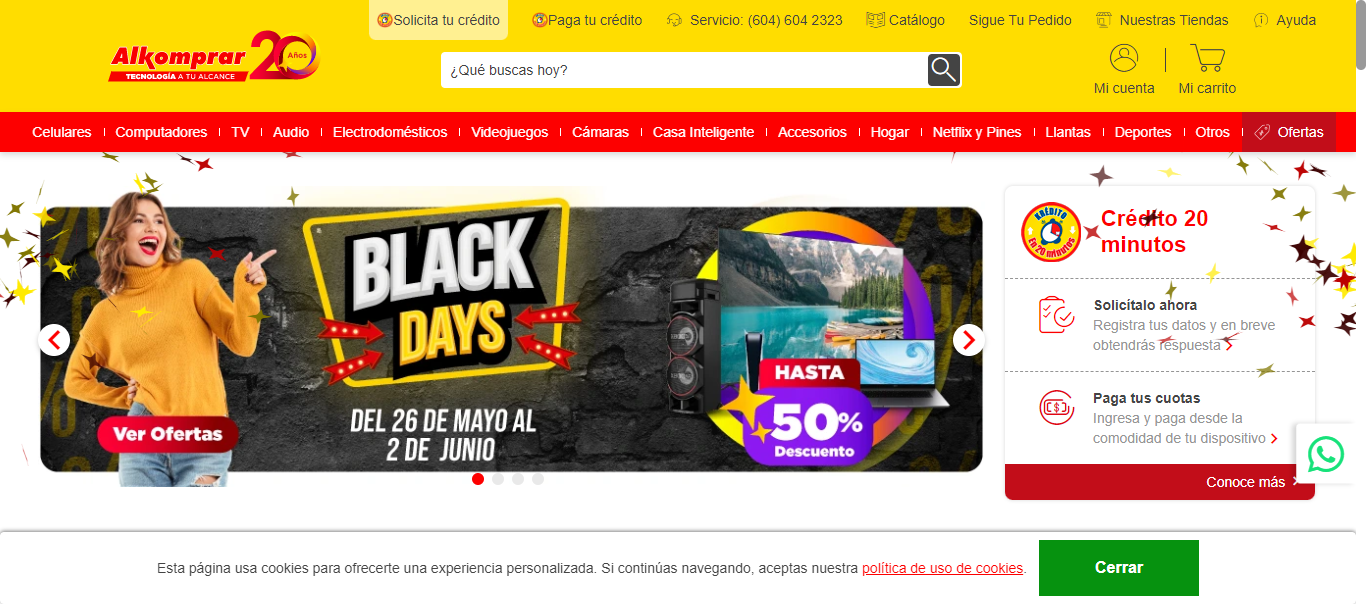 Solicita tu crédito
Paga tu crédito
Servicio: (604) 604 2323
Catálogo
Sigue Tu Pedido
Nuestras Tiendas
Ayuda
Alkomprar 20 Años
TECNOLOGÍA A TU ALCANCE
¿Qué buscas hoy?
Mi cuenta
Mi carrito
Celulares
Computadores
TV
Audio
Electrodomésticos
Videojuegos
Cámaras
Casa Inteligente
Accesorios
Hogar
Netflix y Pines
Llantas
Deportes
Otros
Ofertas
BLACK
DAYS
DEL 26 DE MAYO AL
2 DE JUNIO
Ver Ofertas
HASTA
50%
Descuento
KRÉDITO
En 20 minutos
Crédito 20
minutos
Solicítalo ahora
Registra tus datos y en breve
obtendrás respuesta
Paga tus cuotas
Ingresa y paga desde la
comodidad de tu dispositivo
Conoce más
Esta página usa cookies para ofrecerte una experiencia personalizada. Si continúas navegando, aceptas nuestra política de uso de cookies.
Cerrar